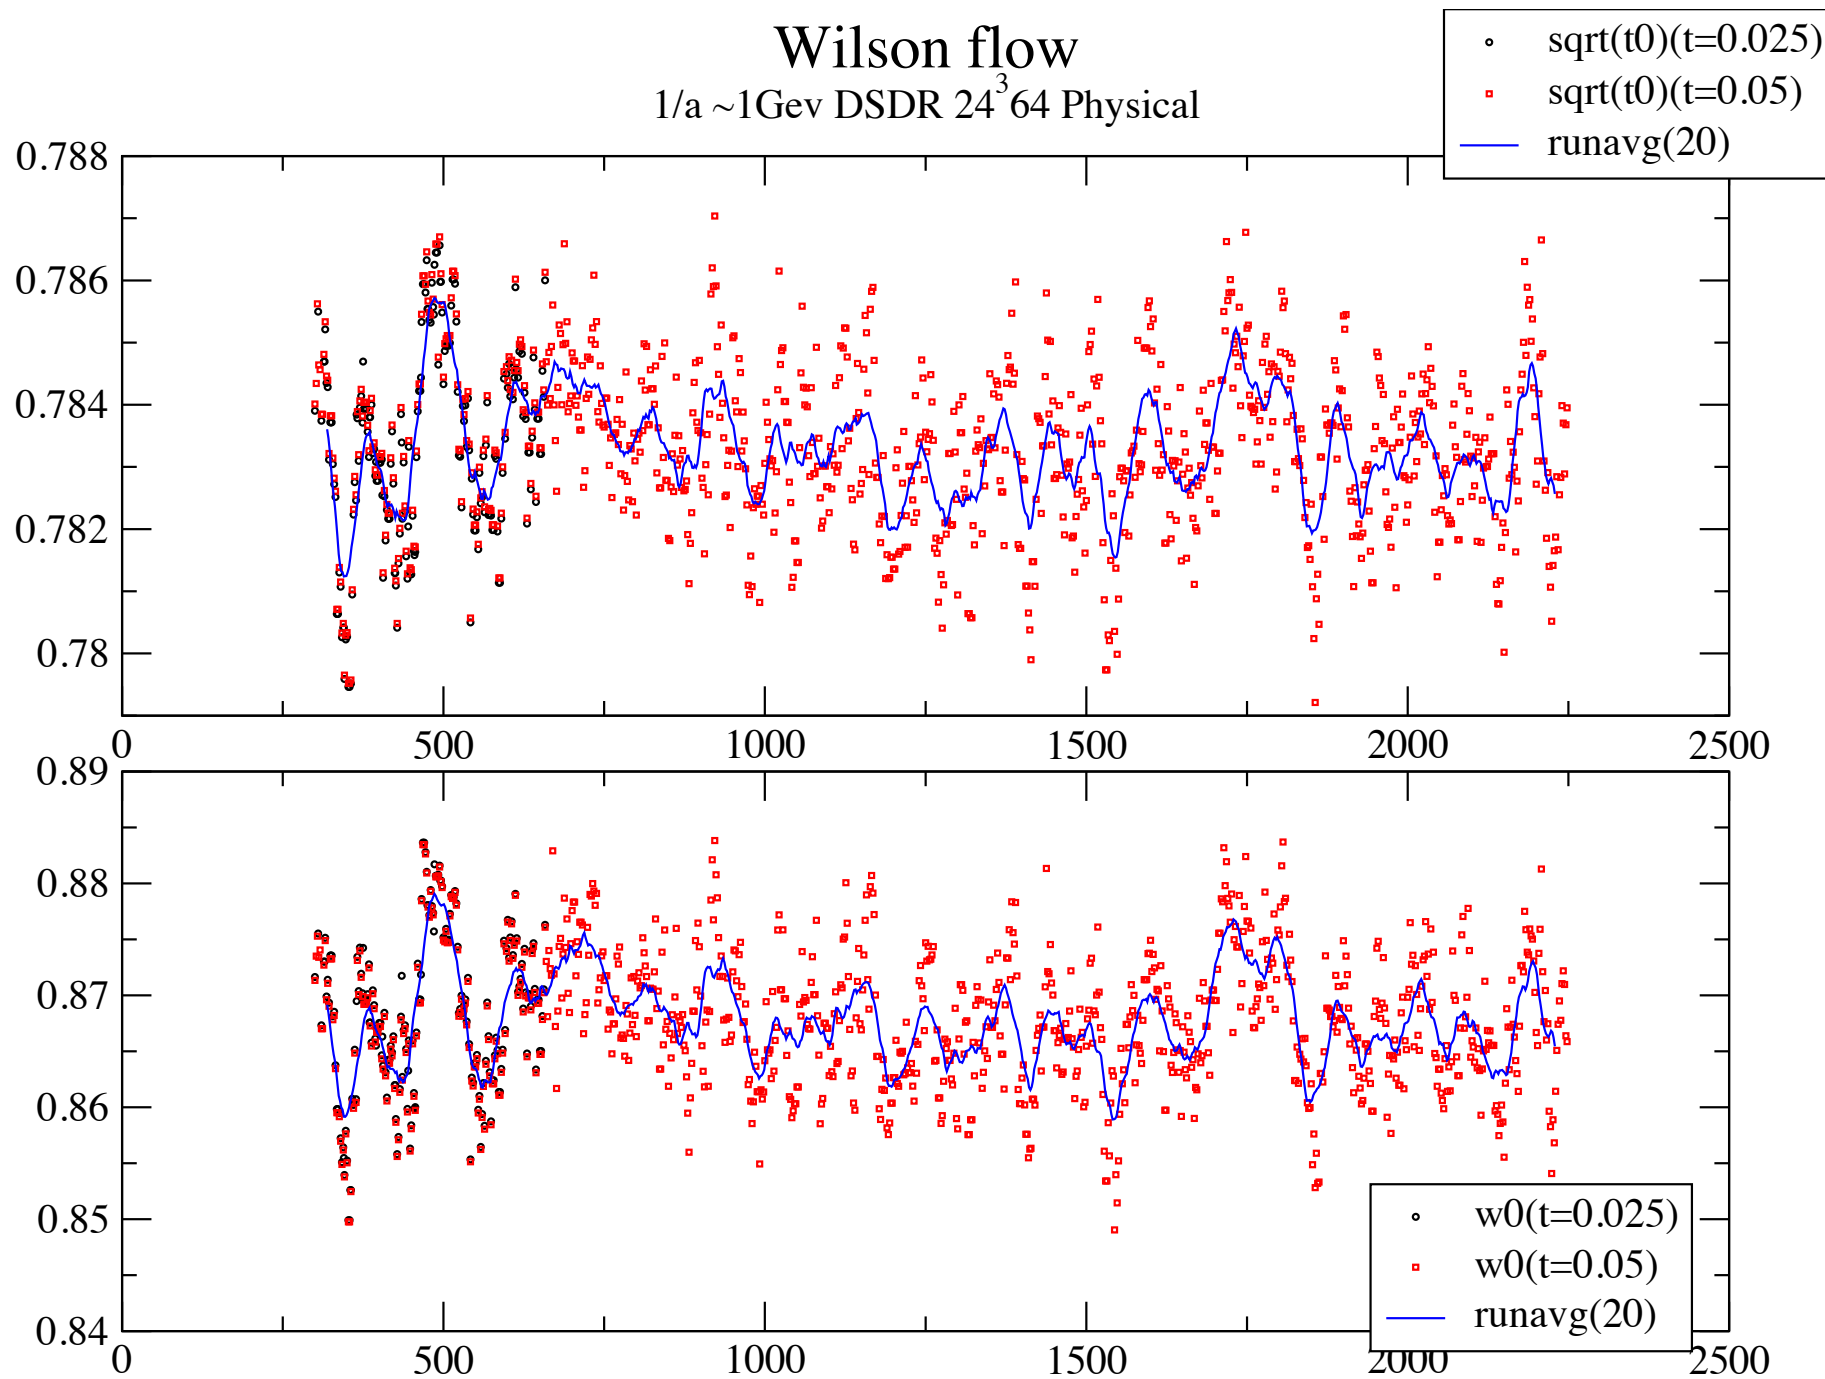 Wilson flow
1/a ~1Gev DSDR 24^3 64 Physical
sqrt(t0)(t=0.025)
sqrt(t0)(t=0.05)
runavg(20)
0.788
0.786
0.784
0.782
0.78
0 500 1000 1500 2000 2500
0.89
0.88
0.87
0.86
0.85
0.84
w0(t=0.025)
w0(t=0.05)
runavg(20)
0 500 1000 1500 2000 2500